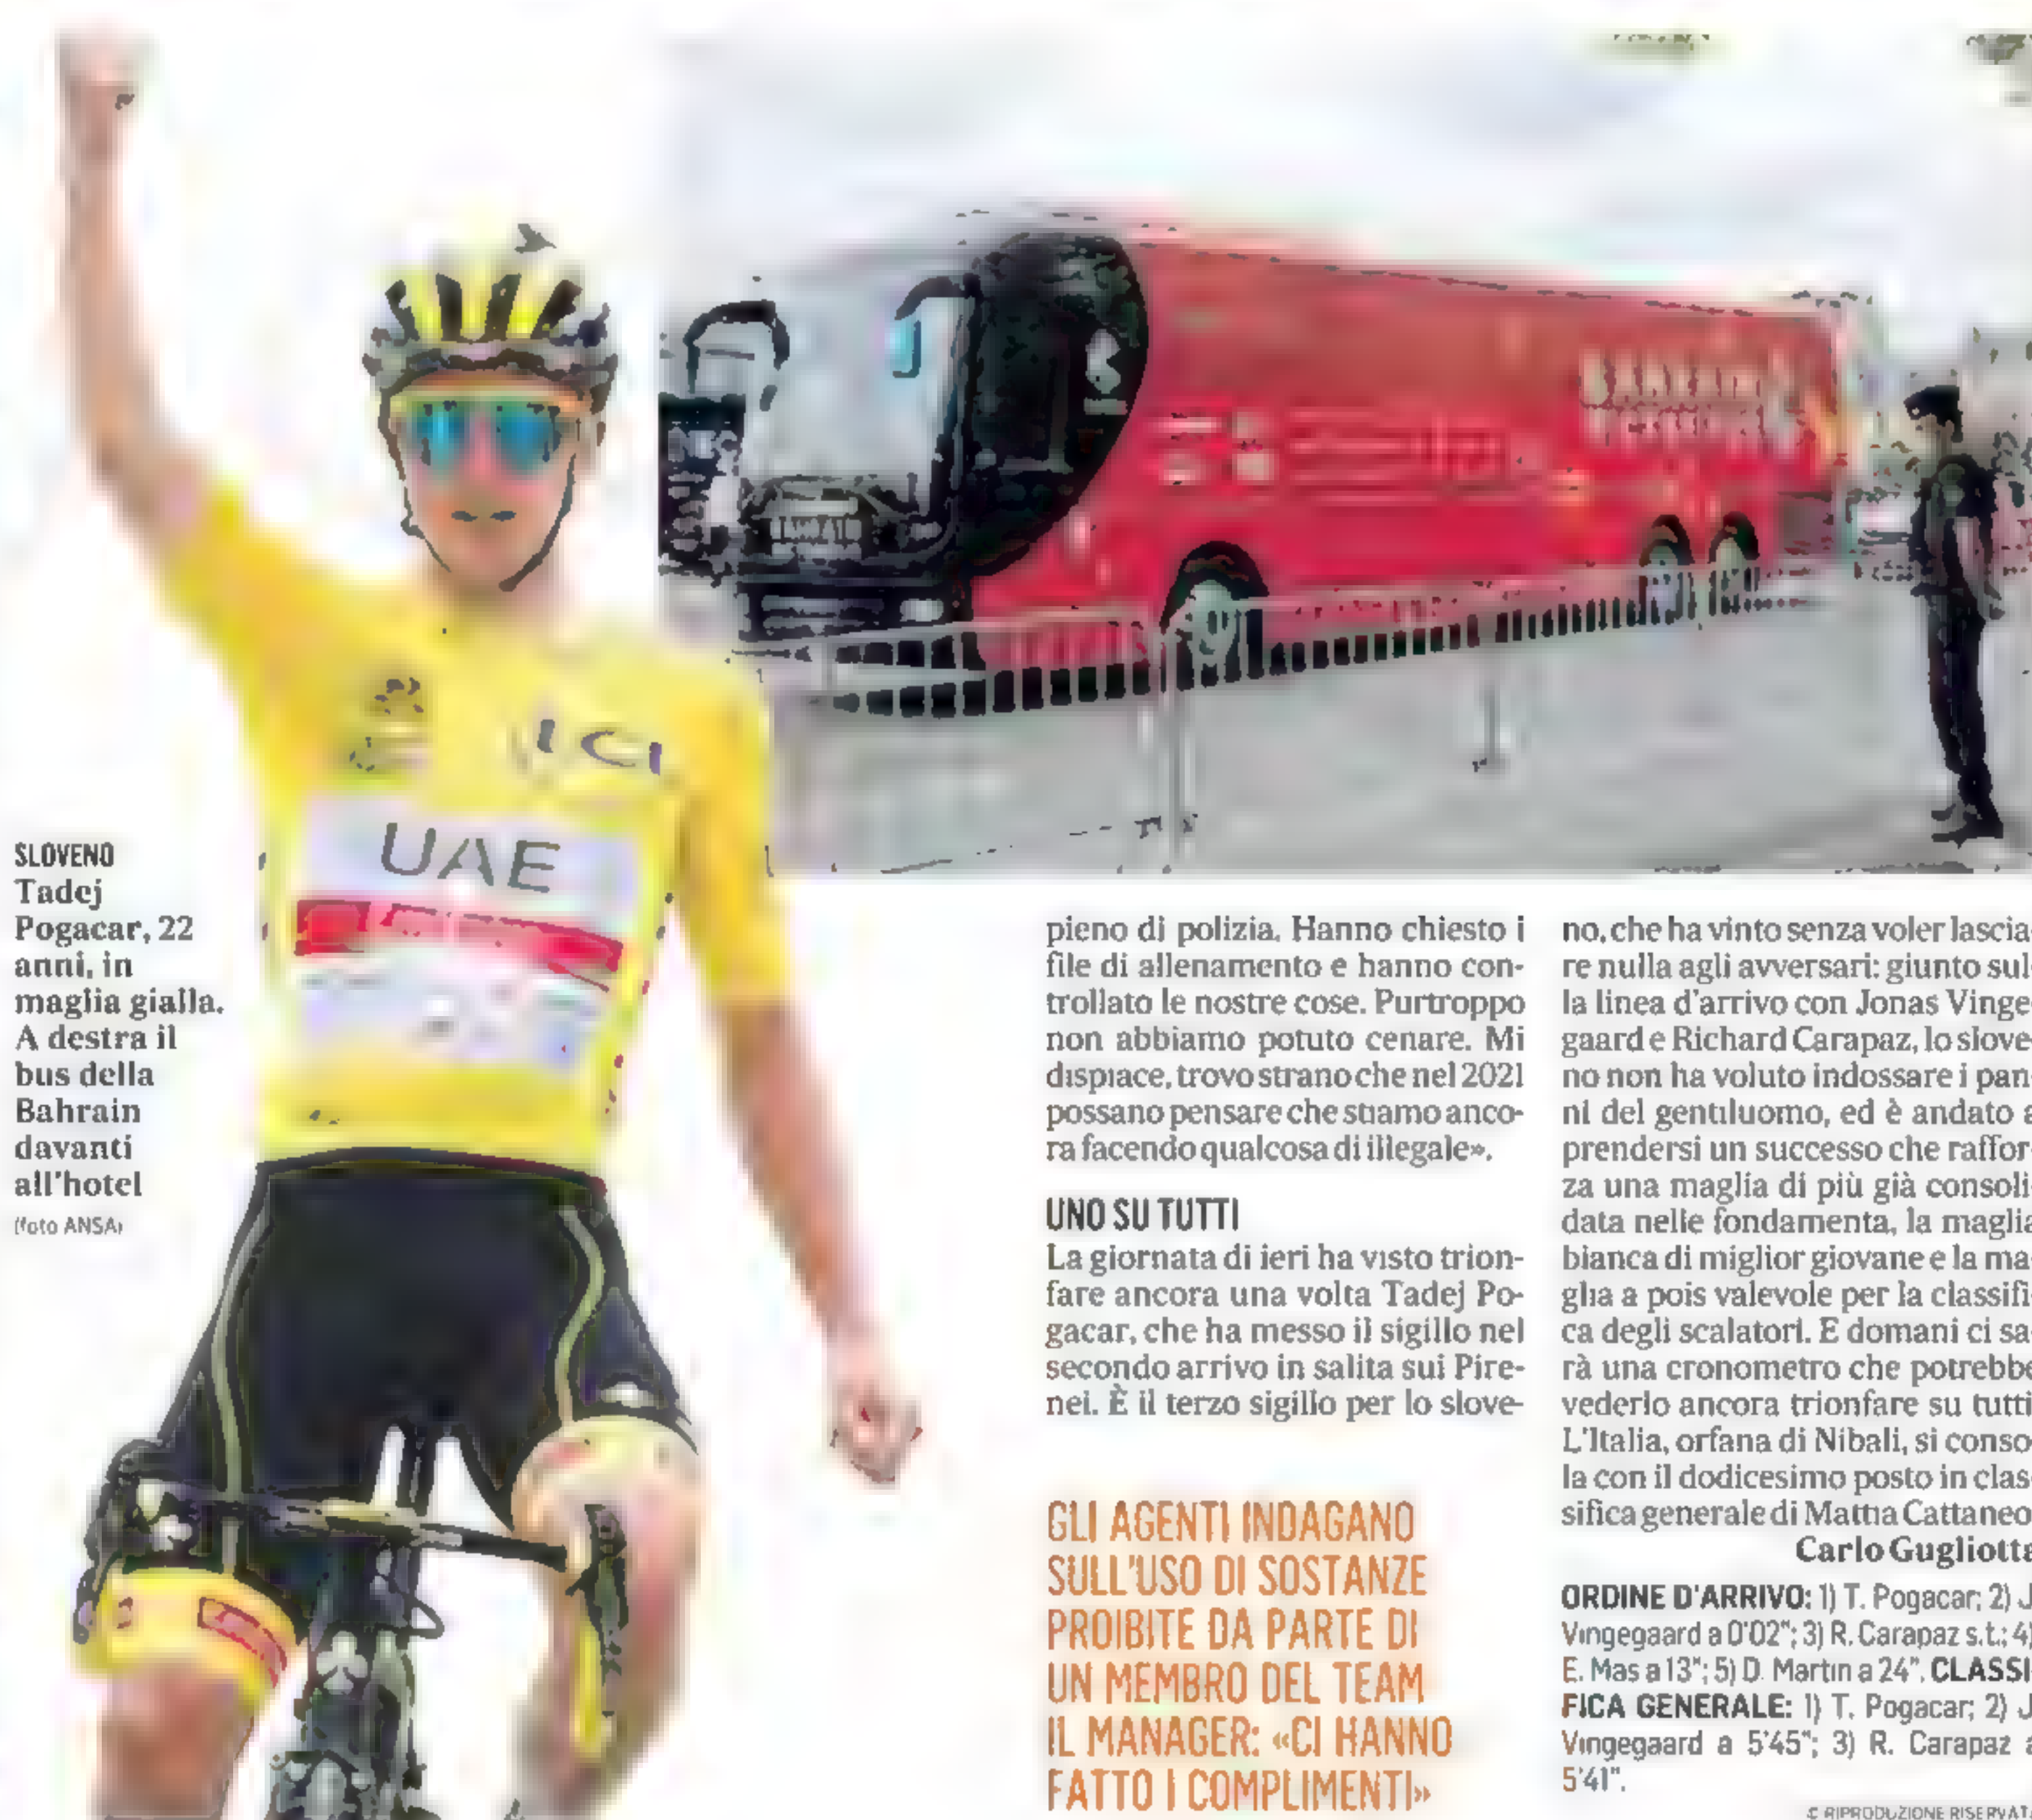 ICI
UAE
SLOVENO
Tadej
Pogacar, 22
anni, in
maglia gialla.
A destra il
bus della
Bahrain
davanti
all'hotel
(foto ANSA)
pieno di polizia. Hanno chiesto i
file di allenamento e hanno con-
trollato le nostre cose. Purtroppo
non abbiamo potuto cenare. Mi
dispiace, trovo strano che nel 2021
possano pensare che stiamo anco-
ra facendo qualcosa di illegale».
UNO SU TUTTI
La giornata di ieri ha visto trion-
fare ancora una volta Tadej Po-
gacar, che ha messo il sigillo nel
secondo arrivo in salita sui Pire-
nei. È il terzo sigillo per lo slove-
GLI AGENTI INDAGANO
SULL'USO DI SOSTANZE
PROIBITE DA PARTE DI
UN MEMBRO DEL TEAM
IL MANAGER: «CI HANNO
FATTO I COMPLIMENTI»
no, che ha vinto senza voler lascia-
re nulla agli avversari: giunto sul-
la linea d'arrivo con Jonas Vinge
gaard e Richard Carapaz, lo slove-
no non ha voluto indossare i pan-
ni del gentiluomo, ed è andato a
prendersi un successo che raffor-
za una maglia di più già consoli-
data nelle fondamenta, la maglia
bianca di miglior giovane e la ma-
glia a pois valevole per la classifi-
ca degli scalatori. E domani ci sa-
rà una cronometro che potrebbe
vederlo ancora trionfare su tutti
L'Italia, orfana di Nibali, si conso
la con il dodicesimo posto in clas-
sifica generale di Mattia Cattaneo
Carlo Gugliotta
ORDINE D'ARRIVO: 1) T. Pogacar; 2) J
Vingegaard a 0'02"; 3) R. Carapaz s.t.; 4)
E. Mas a 13"; 5) D. Martin a 24". CLASSI-
FICA GENERALE: 1) T. Pogacar; 2) J
Vingegaard a 5'45"; 3) R. Carapaz a
5'41".
© RIPRODUZIONE RISERVATA